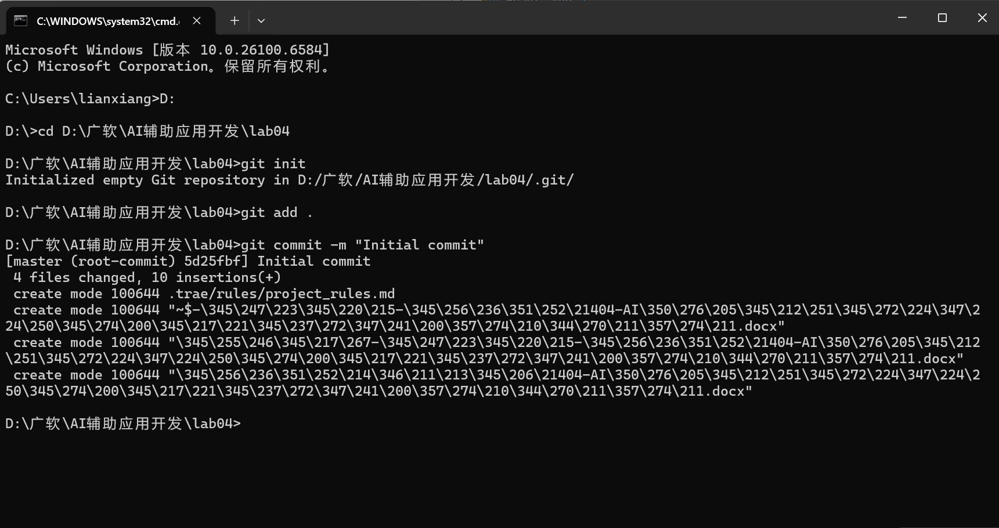 C:\WINDOWS\system32\cmd.
Microsoft Windows [版本 10.0.26100.6584]
(c) Microsoft Corporation。保留所有权利。
C:\Users\lianxiang>D:
D:\>cd D:\广软\AI辅助应用开发\lab04
D:\广软\AI辅助应用开发\lab04>git init
Initialized empty Git repository in D:/广软/AI辅助应用开发/lab04/.git/
D:\广软\AI辅助应用开发\lab04>git add .
D:\广软\AI辅助应用开发\lab04>git commit -m "Initial commit"
[master (root-commit) 5d25fbf] Initial commit
 4 files changed, 10 insertions(+)
 create mode 100644 .trae/rules/project_rules.md
 create mode 100644 "~$-\345\247\223\345\220\215-\345\256\236\351\252\21404-AI\350\276\205\345\212\251\345\272\224\347\2
24\250\345\274\200\345\217\221\345\237\272\347\241\200\357\274\210\344\270\211\357\274\211.docx"
 create mode 100644 "\345\255\246\345\217\267-\345\247\223\345\220\215-\345\256\236\351\252\21404-AI\350\276\205\345\212
\251\345\272\224\347\224\250\345\274\200\345\217\221\345\237\272\347\241\200\357\274\210\344\270\211\357\274\211.docx"
 create mode 100644 "\345\256\236\351\252\214\346\211\213\345\206\21404-AI\350\276\205\345\212\251\345\272\224\347\224\2
50\345\274\200\345\217\221\345\237\272\347\241\200\357\274\210\344\270\211\357\274\211.docx"
D:\广软\AI辅助应用开发\lab04>